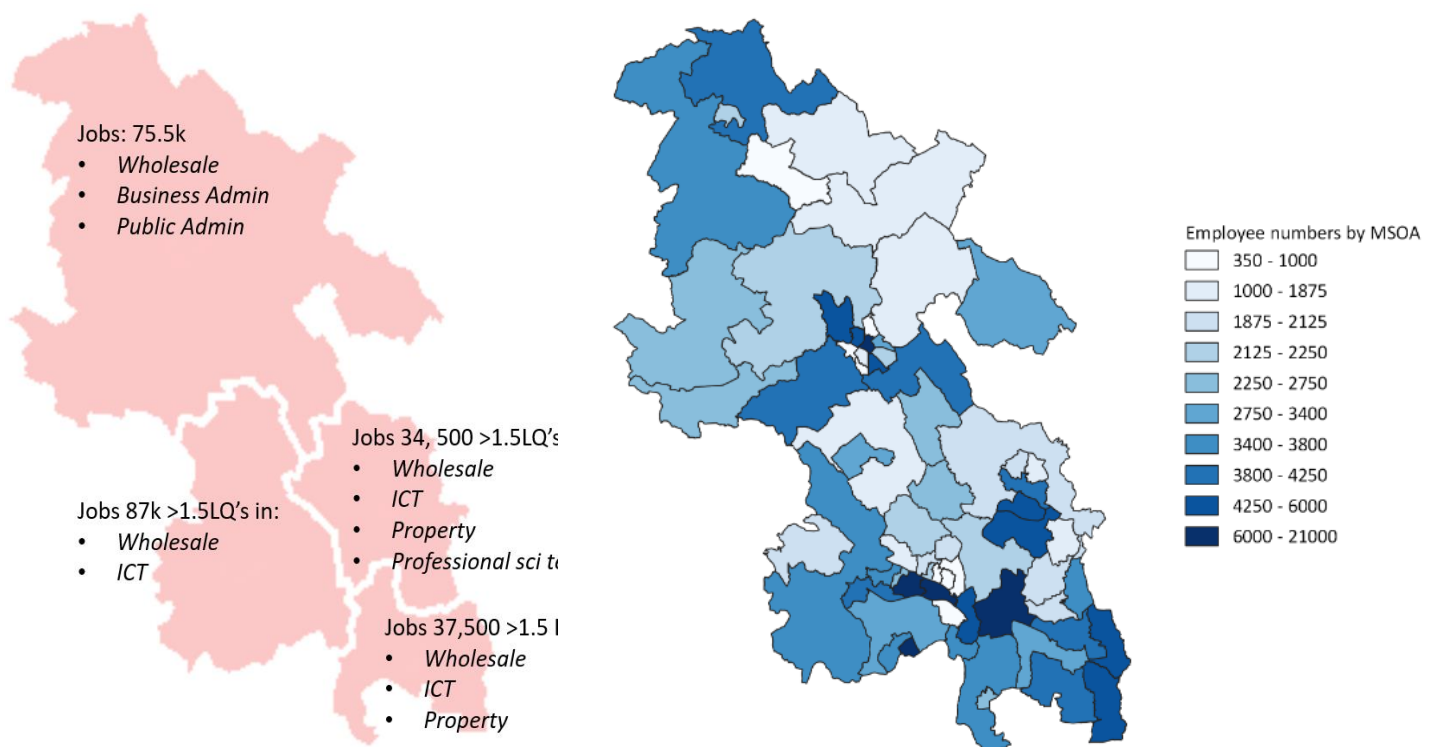 Jobs: 75.5k
• Wholesale
• Business Admin
• Public Admin
Jobs 34, 500 >1.5LQ's
• Wholesale
• ICT
• Property
• Professional sci
Jobs 87k >1.5LQ's in:
• Wholesale
• ICT
Jobs 37,500 >1.5
• Wholesale
• ICT
• Property
Employee numbers by MSOA
350 - 1000
1000 - 1875
1875 - 2125
2125 - 2250
2250 - 2750
2750 - 3400
3400 - 3800
3800 - 4250
4250 - 6000
6000 - 21000